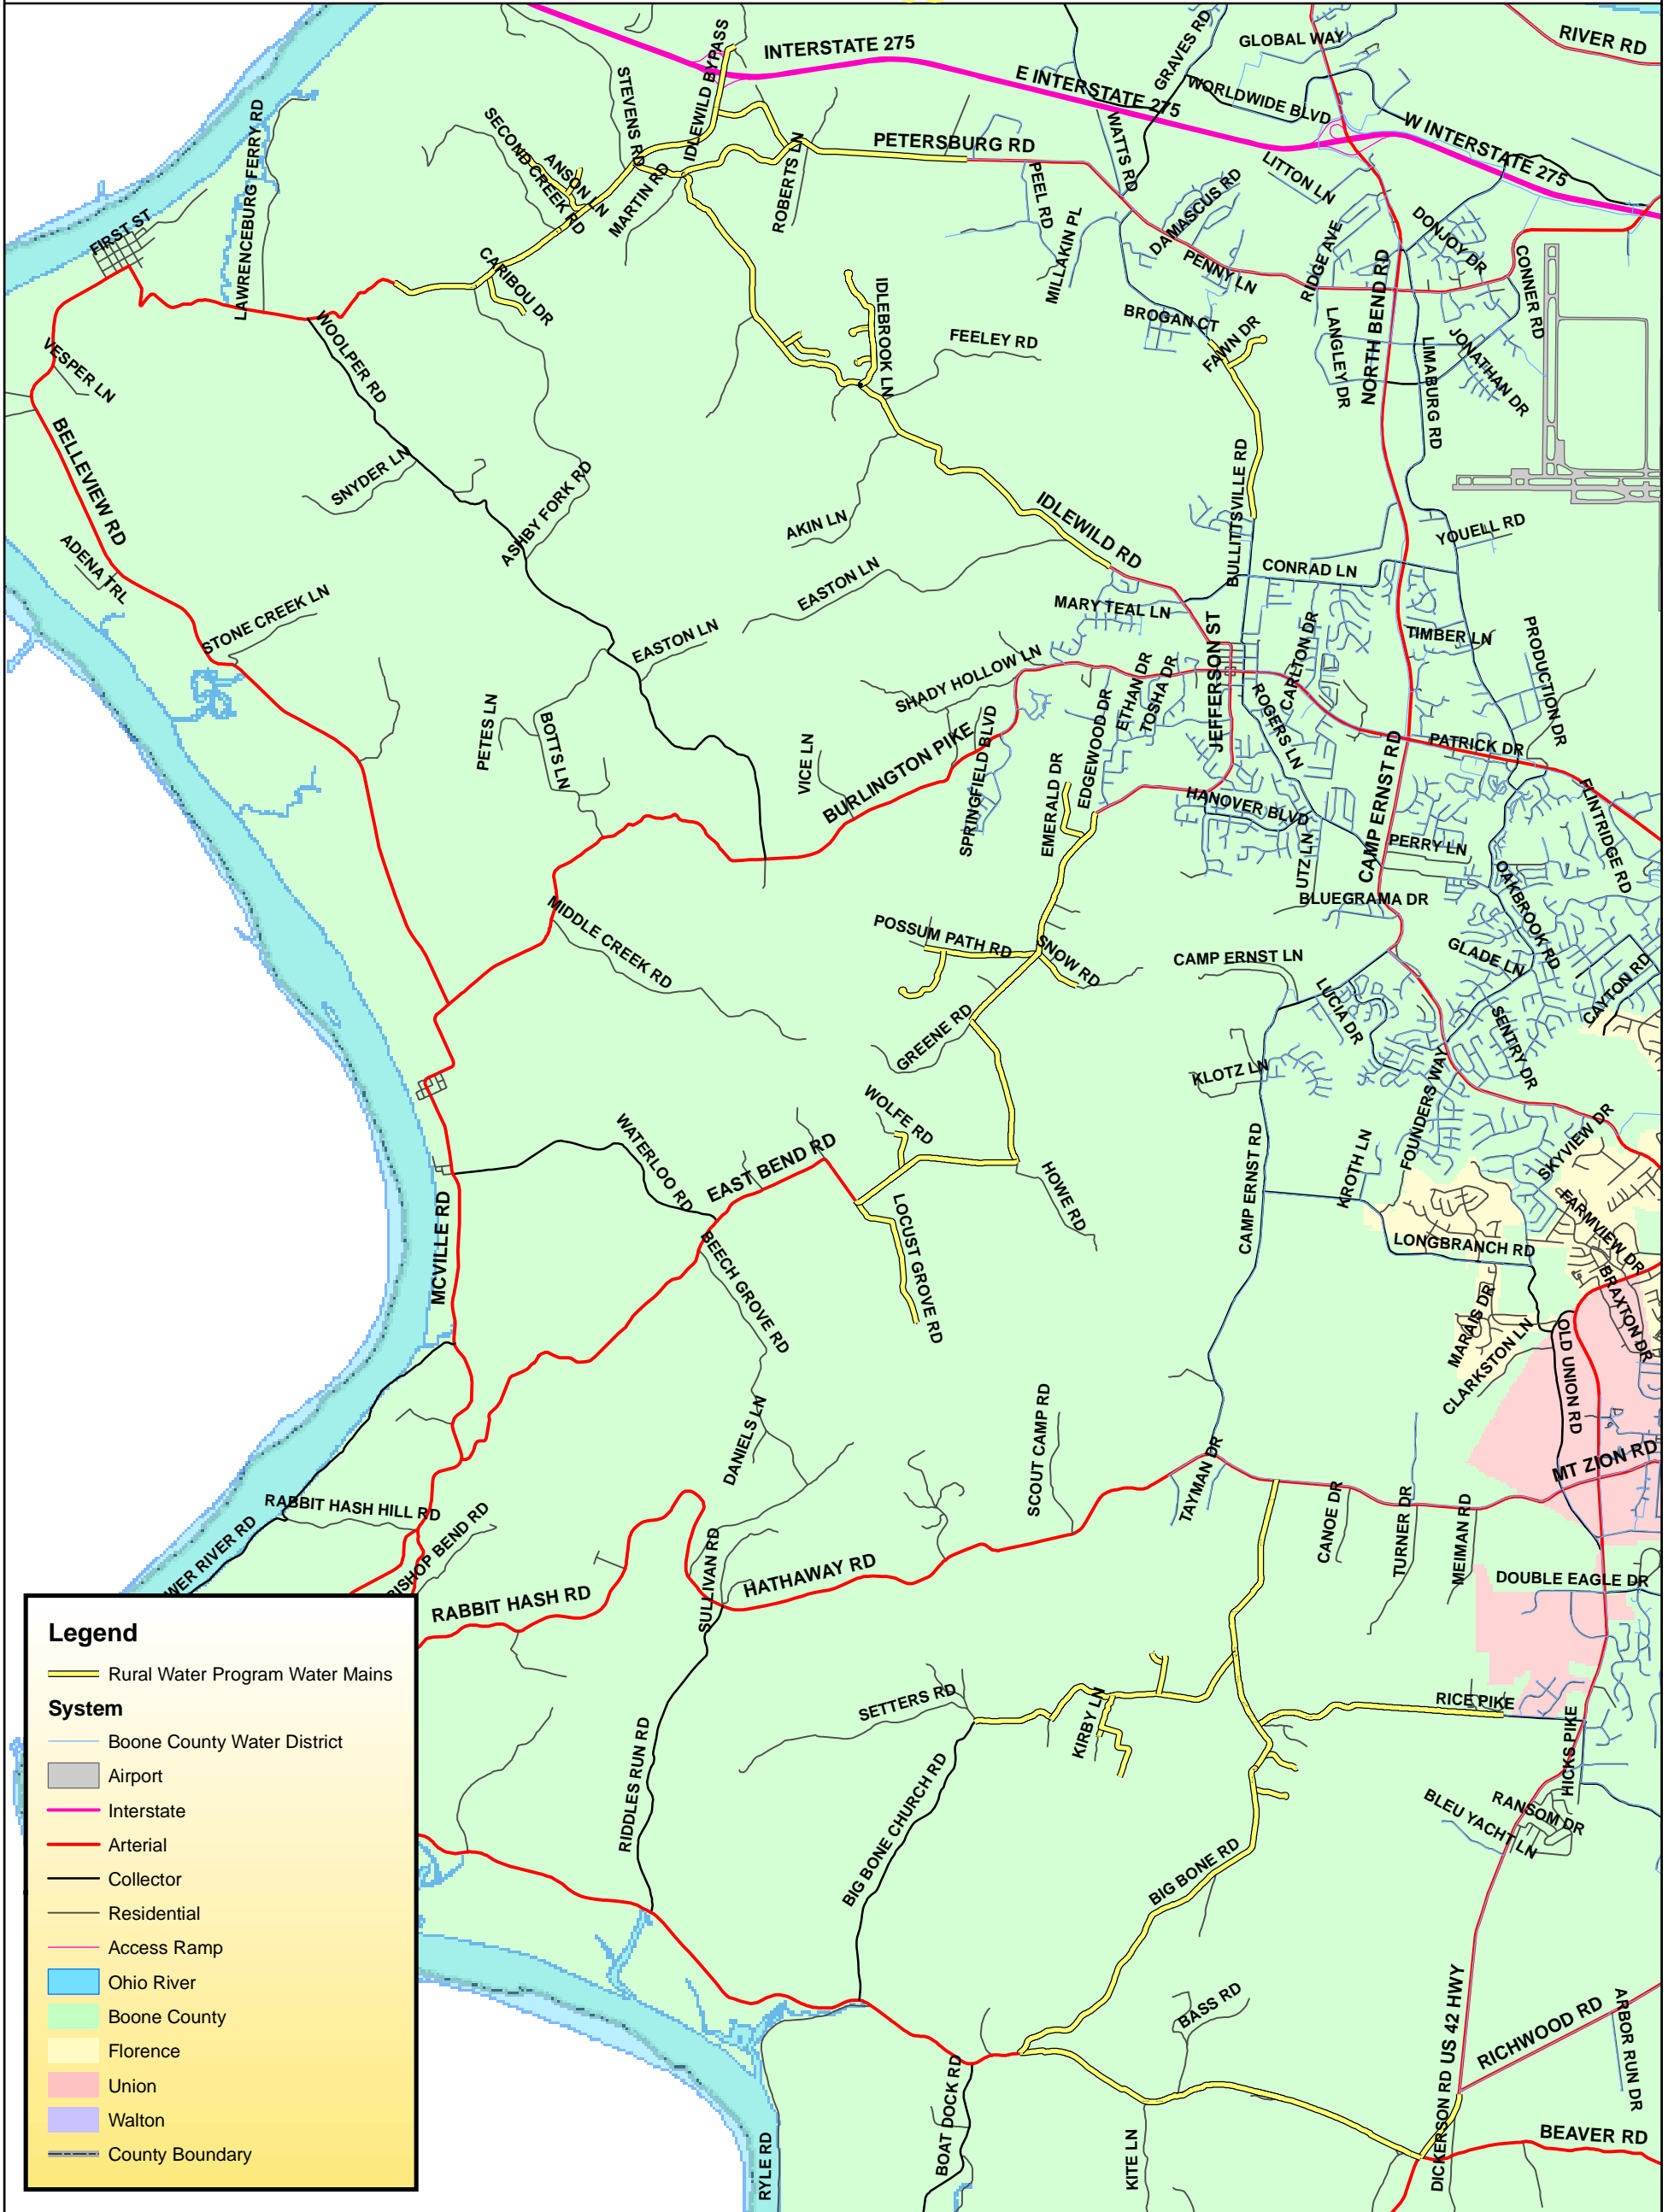 INTERSTATE 275
RIVER RD
GLOBAL WAY
GRAVES RD
E INTERSTATE 275
WORLDWIDE BLVD
W INTERSTATE 275
STEVENS RD
IDLEWILD BYPASS
SECOND CREEK RD
ANSON LN
MARTIN RD
ROBERTS LN
PETERSBURG RD
WATTS RD
PEEL RD
LITTON LN
LAWRENCEBURG FERRY RD
FIRST ST
DAMASCUS RD
MILLAKIN PL
PENNY LN
RIDGE AVE
NORTH BEND RD
DONJOY DR
CONNER RD
CARIBOU DR
WOOLPER RD
IDLEBROOK LN
FEELEY RD
BROGAN CT
FAWN DR
LANGLEY DR
LIMABURG RD
JONATHAN DR
VESPER LN
BELLEVIEW RD
SNYDER LN
ASHBY FORK RD
AKIN LN
IDLEWILD RD
BULLITTSVILLE RD
YOUELL RD
ADENA TRL
STONE CREEK LN
EASTON LN
EASTON LN
CONRAD LN
MARY TEAL LN
TIMBER LN
PRODUCTION DR
SHADY HOLLOW LN
ETHAN DR
TOSHA DR
JEFFERSON ST
CARLTON DR
ROGERS LN
PETES LN
BOTTS LN
VICE LN
BURLINGTON PIKE
SPRINGFIELD BLVD
EDGEWOOD DR
EMERALD DR
PATRICK DR
CAMP ERNST RD
HANOVER BLVD
UTZ LN
PERRY LN
FLINTRIDGE RD
BLUEGRAMA DR
OAKBROOK RD
MIDDLE CREEK RD
POSSUM PATH RD
SNOW RD
CAMP ERNST LN
GLADE LN
CAYTON RD
LUCIA DR
SENTRY DR
GREENE RD
KLOTZ LN
FOUNDERS WAY
WOLFE RD
WATERLOO RD
EAST BEND RD
HOWE RD
CAMP ERNST RD
KROTH LN
SKYVIEW DR
FARMVIEW DR
MCVILLE RD
LOCUST GROVE RD
BEECH GROVE RD
LONGBRANCH RD
BRAXTON DR
MARAIS DR
CLARKSTON LN
OLD UNION RD
DANIELS LN
SCOUT CAMP RD
TAYMAN DR
MT ZION RD
RABBIT HASH HILL RD
BISHOP BEND RD
CANOE DR
TURNER DR
MEIMAN RD
WER RIVER RD
RABBIT HASH RD
SULLIVAN RD
HATHAWAY RD
DOUBLE EAGLE DR
SETTERS RD
KIRBY LN
RICE PIKE
HICKS PIKE
RIDDLES RUN RD
BIG BONE CHURCH RD
BLEU YACHT LN
RANSOM DR
BIG BONE RD
BASS RD
DICKERSON RD US 42 HWY
RICHWOOD RD
ARBOR RUN DR
BOAT DOCK RD
KITE LN
RYLE RD
BEAVER RD
Legend
Rural Water Program Water Mains
System
Boone County Water District
Airport
Interstate
Arterial
Collector
Residential
Access Ramp
Ohio River
Boone County
Florence
Union
Walton
County Boundary